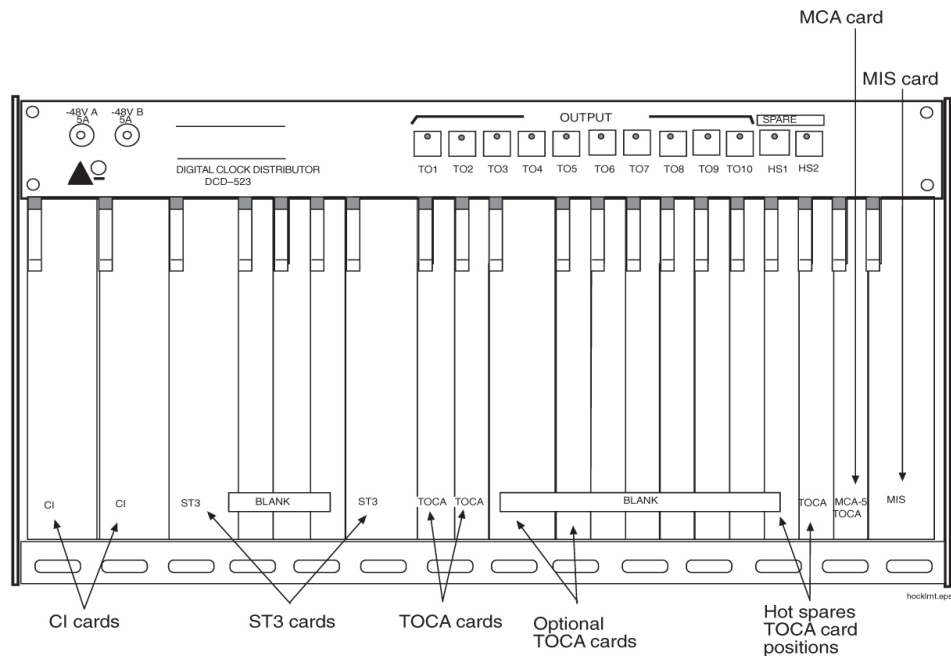 MCA card
MIS card
-48V A
5A
-48V B
5A
OUTPUT
SPARE
TO1 TO2 TO3 TO4 TO5 TO6 TO7 TO8 TO9 TO10 HS1 HS2
DIGITAL CLOCK DISTRIBUTOR
DCD–523
CI
CI
ST3
BLANK
ST3
TOCA
TOCA
BLANK
TOCA
MCA-5
TOCA
MIS
hocklrnt.eps
CI cards
ST3 cards
TOCA cards
Optional
TOCA cards
Hot spares
TOCA card
positions